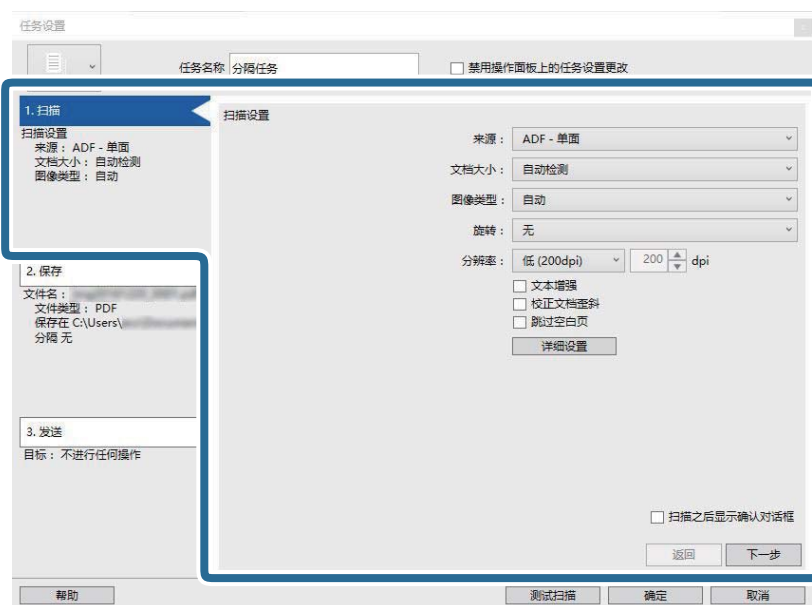 任务设置
任务名称 分隔任务 禁用操作面板上的任务设置更改
1. 扫描
扫描设置
来源： ADF - 单面
文档大小： 自动检测
图像类型： 自动
2. 保存
文件名：
文件类型： PDF
保存在 C:\Users\
分隔 无
3. 发送
目标： 不进行任何操作
扫描设置
来源： ADF - 单面
文档大小： 自动检测
图像类型： 自动
旋转： 无
分辨率： 低 (200dpi) 200 dpi
文本增强
校正文档歪斜
跳过空白页
详细设置
扫描之后显示确认对话框
返回 下一步
帮助 测试扫描 确定 取消